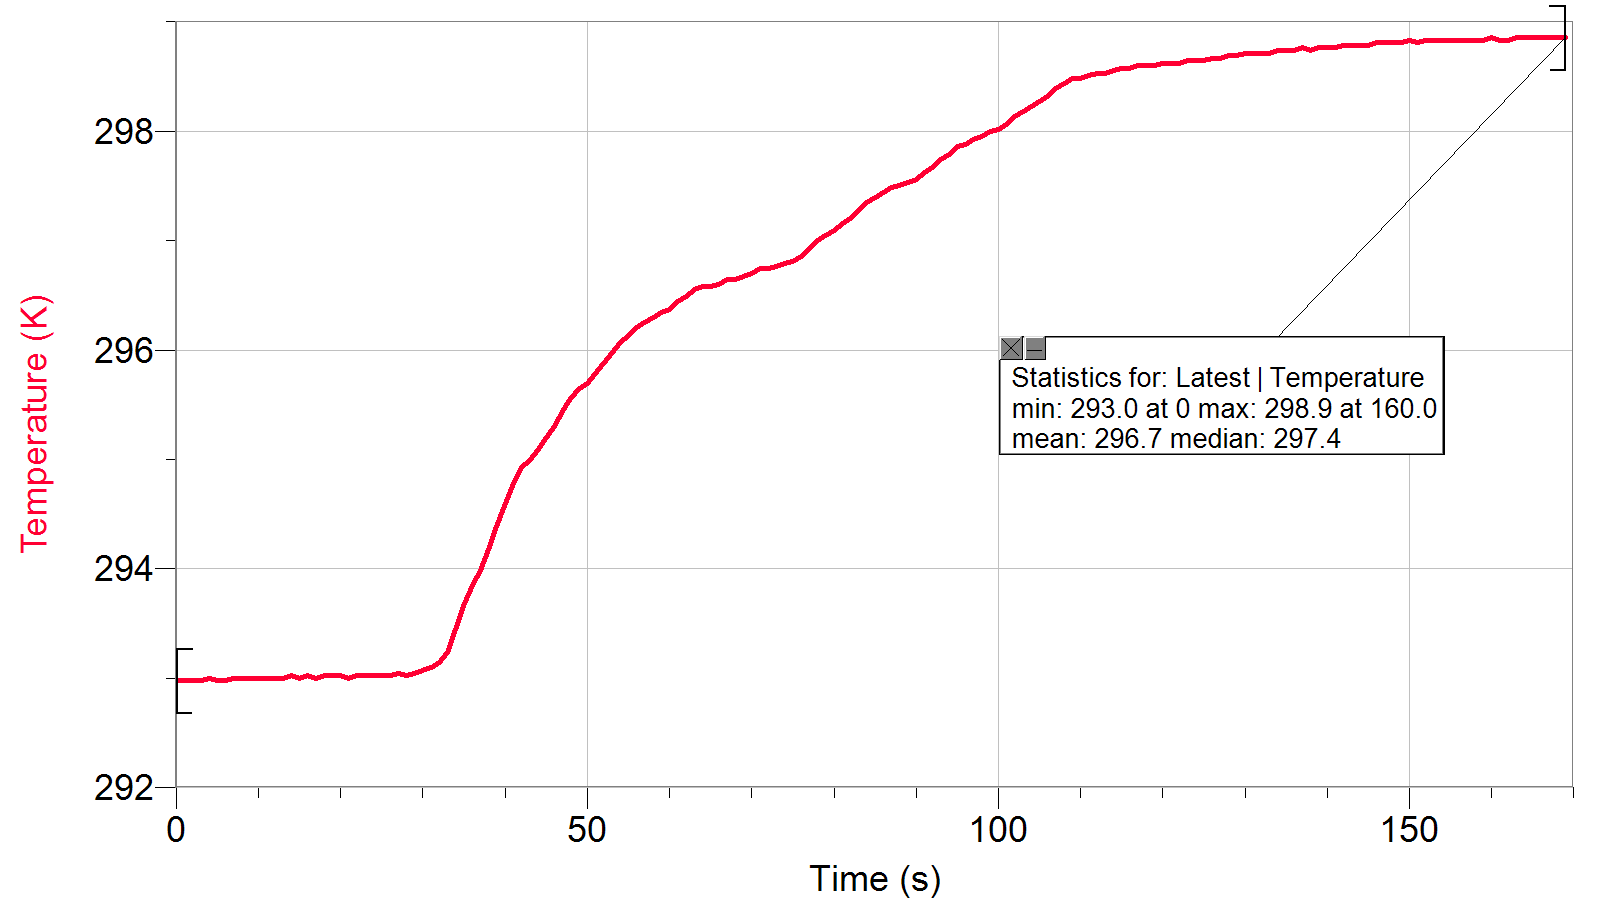 298
296
294
292
Temperature (K)
Statistics for: Latest | Temperature
min: 293.0 at 0 max: 298.9 at 160.0
mean: 296.7 median: 297.4
0 50 100 150
Time (s)